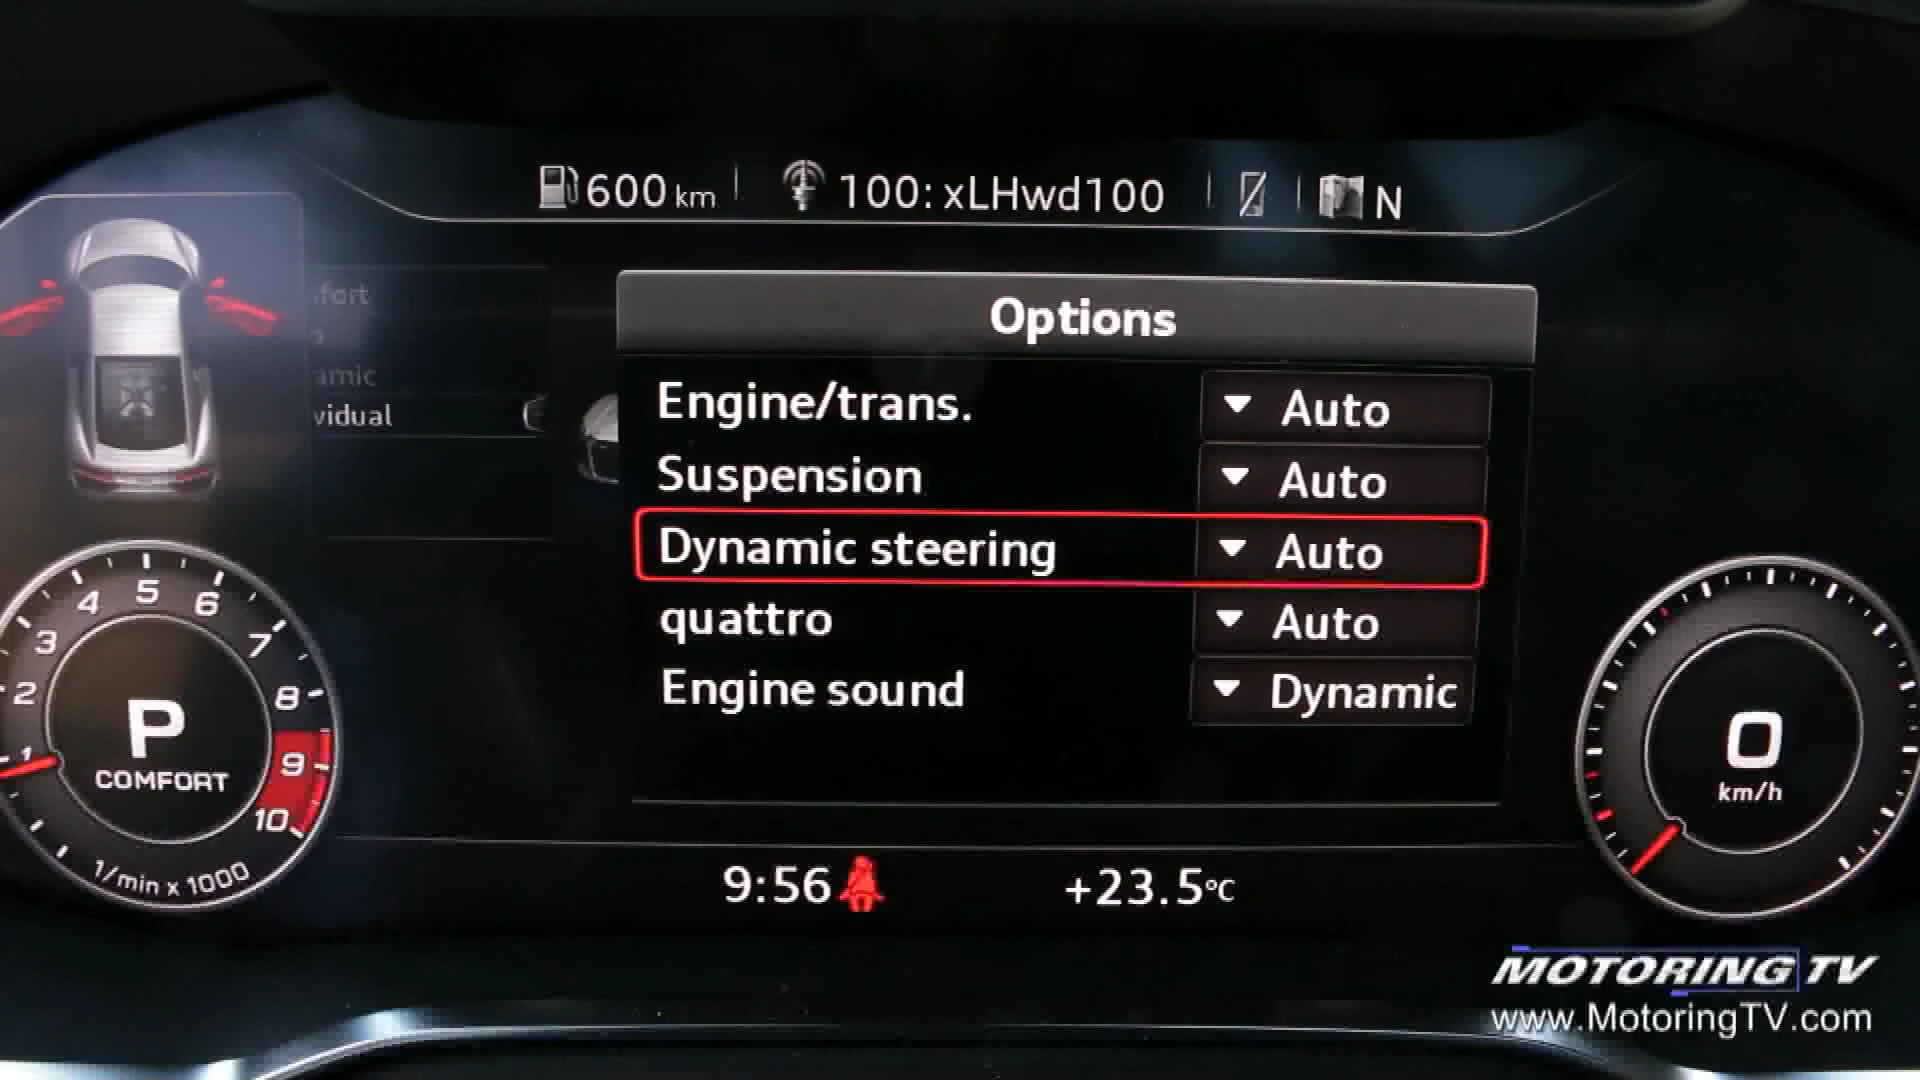 600 km 100: xLHwd100 N
Options
Engine/trans. Auto
Suspension Auto
Dynamic steering Auto
quattro Auto
Engine sound Dynamic
vidual
1 2 3 4 5 6 7 8 9 10
P
COMFORT
1/min x 1000
0
km/h
9:56 +23.5°C
MOTORING TV
www.MotoringTV.com